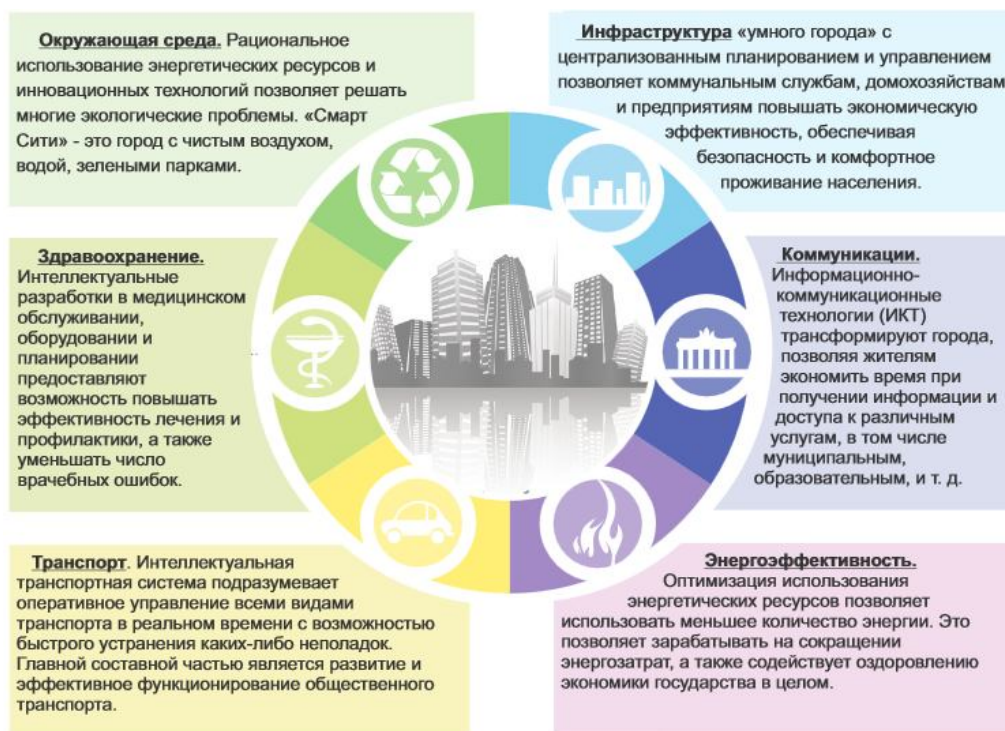 Окружающая среда. Рациональное
использование энергетических ресурсов и
инновационных технологий позволяет решать
многие экологические проблемы. «Смарт
Сити» - это город с чистым воздухом,
водой, зелеными парками.
Инфраструктура «умного города» с
централизованным планированием и управлением
позволяет коммунальным службам, домохозяйствам
и предприятиям повышать экономическую
эффективность, обеспечивая
безопасность и комфортное
проживание населения.
Здравоохранение.
Интеллектуальные
разработки в медицинском
обслуживании,
оборудовании и
планировании
предоставляют
возможность повышать
эффективность лечения и
профилактики, а также
уменьшать число
врачебных ошибок.
Коммуникации.
Информационно-
коммуникационные
технологии (ИКТ)
трансформируют города,
позволяя жителям
экономить время при
получении информации и
доступа к различным
услугам, в том числе
муниципальным,
образовательным, и т. д.
Транспорт. Интеллектуальная
транспортная система подразумевает
оперативное управление всеми видами
транспорта в реальном времени с возможностью
быстрого устранения каких-либо неполадок.
Главной составной частью является развитие и
эффективное функционирование общественного
транспорта.
Энергоэффективность.
Оптимизация использования
энергетических ресурсов позволяет
использовать меньшее количество энергии. Это
позволяет зарабатывать на сокращении
энергозатрат, а также содействует оздоровлению
экономики государства в целом.